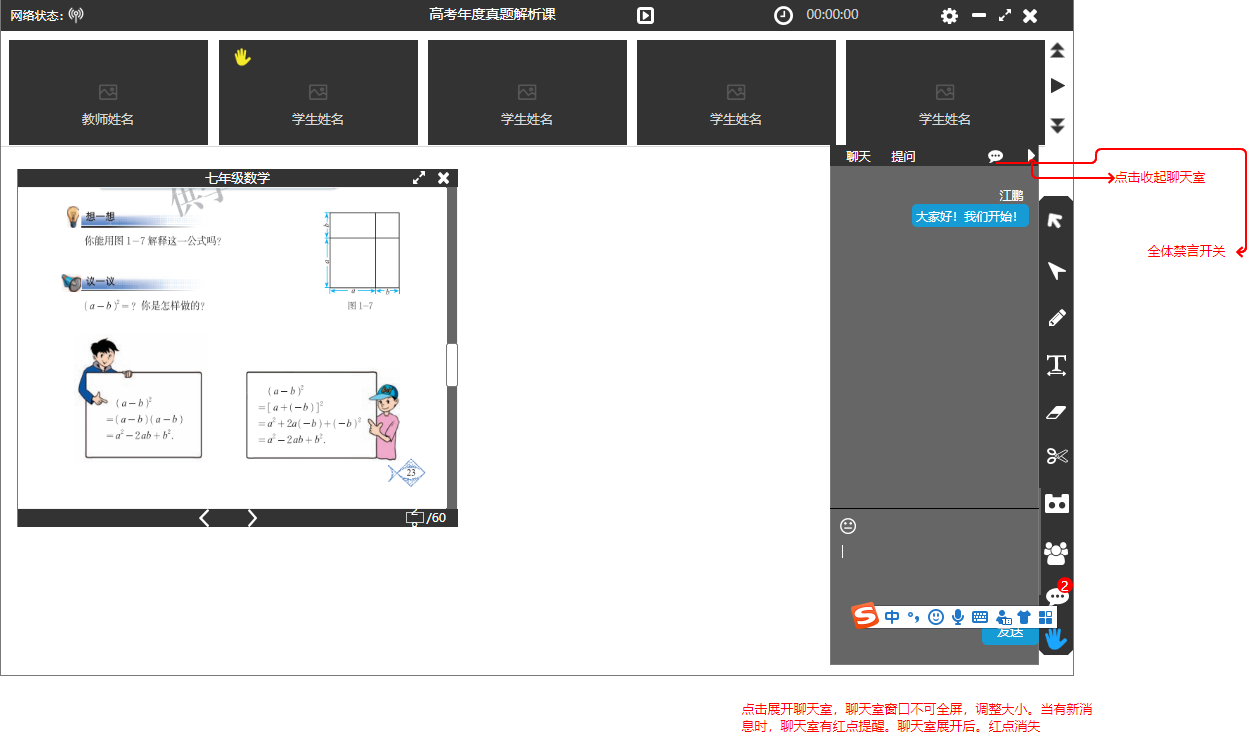 网络状态：
高考年度真题解析课
00:00:00
教师姓名
学生姓名
学生姓名
学生姓名
学生姓名
聊天 提问
点击收起聊天室
全体禁言开关
江鹏
大家好！我们开始！
七年级数学
想一想
你能用图 1-7 解释这一公式吗？
议一议
(a-b)²=？你是怎样做的？
b
a
a b
图 1-7
(a-b)²
=(a-b)(a-b)
=a²-2ab+b².
(a-b)²
=[a+(-b)]²
=a²+2a(-b)+(-b)²
=a²-2ab+b².
23
/60
2
中
发送
点击展开聊天室，聊天室窗口不可全屏，调整大小。当有新消
息时，聊天室有红点提醒。聊天室展开后。红点消失